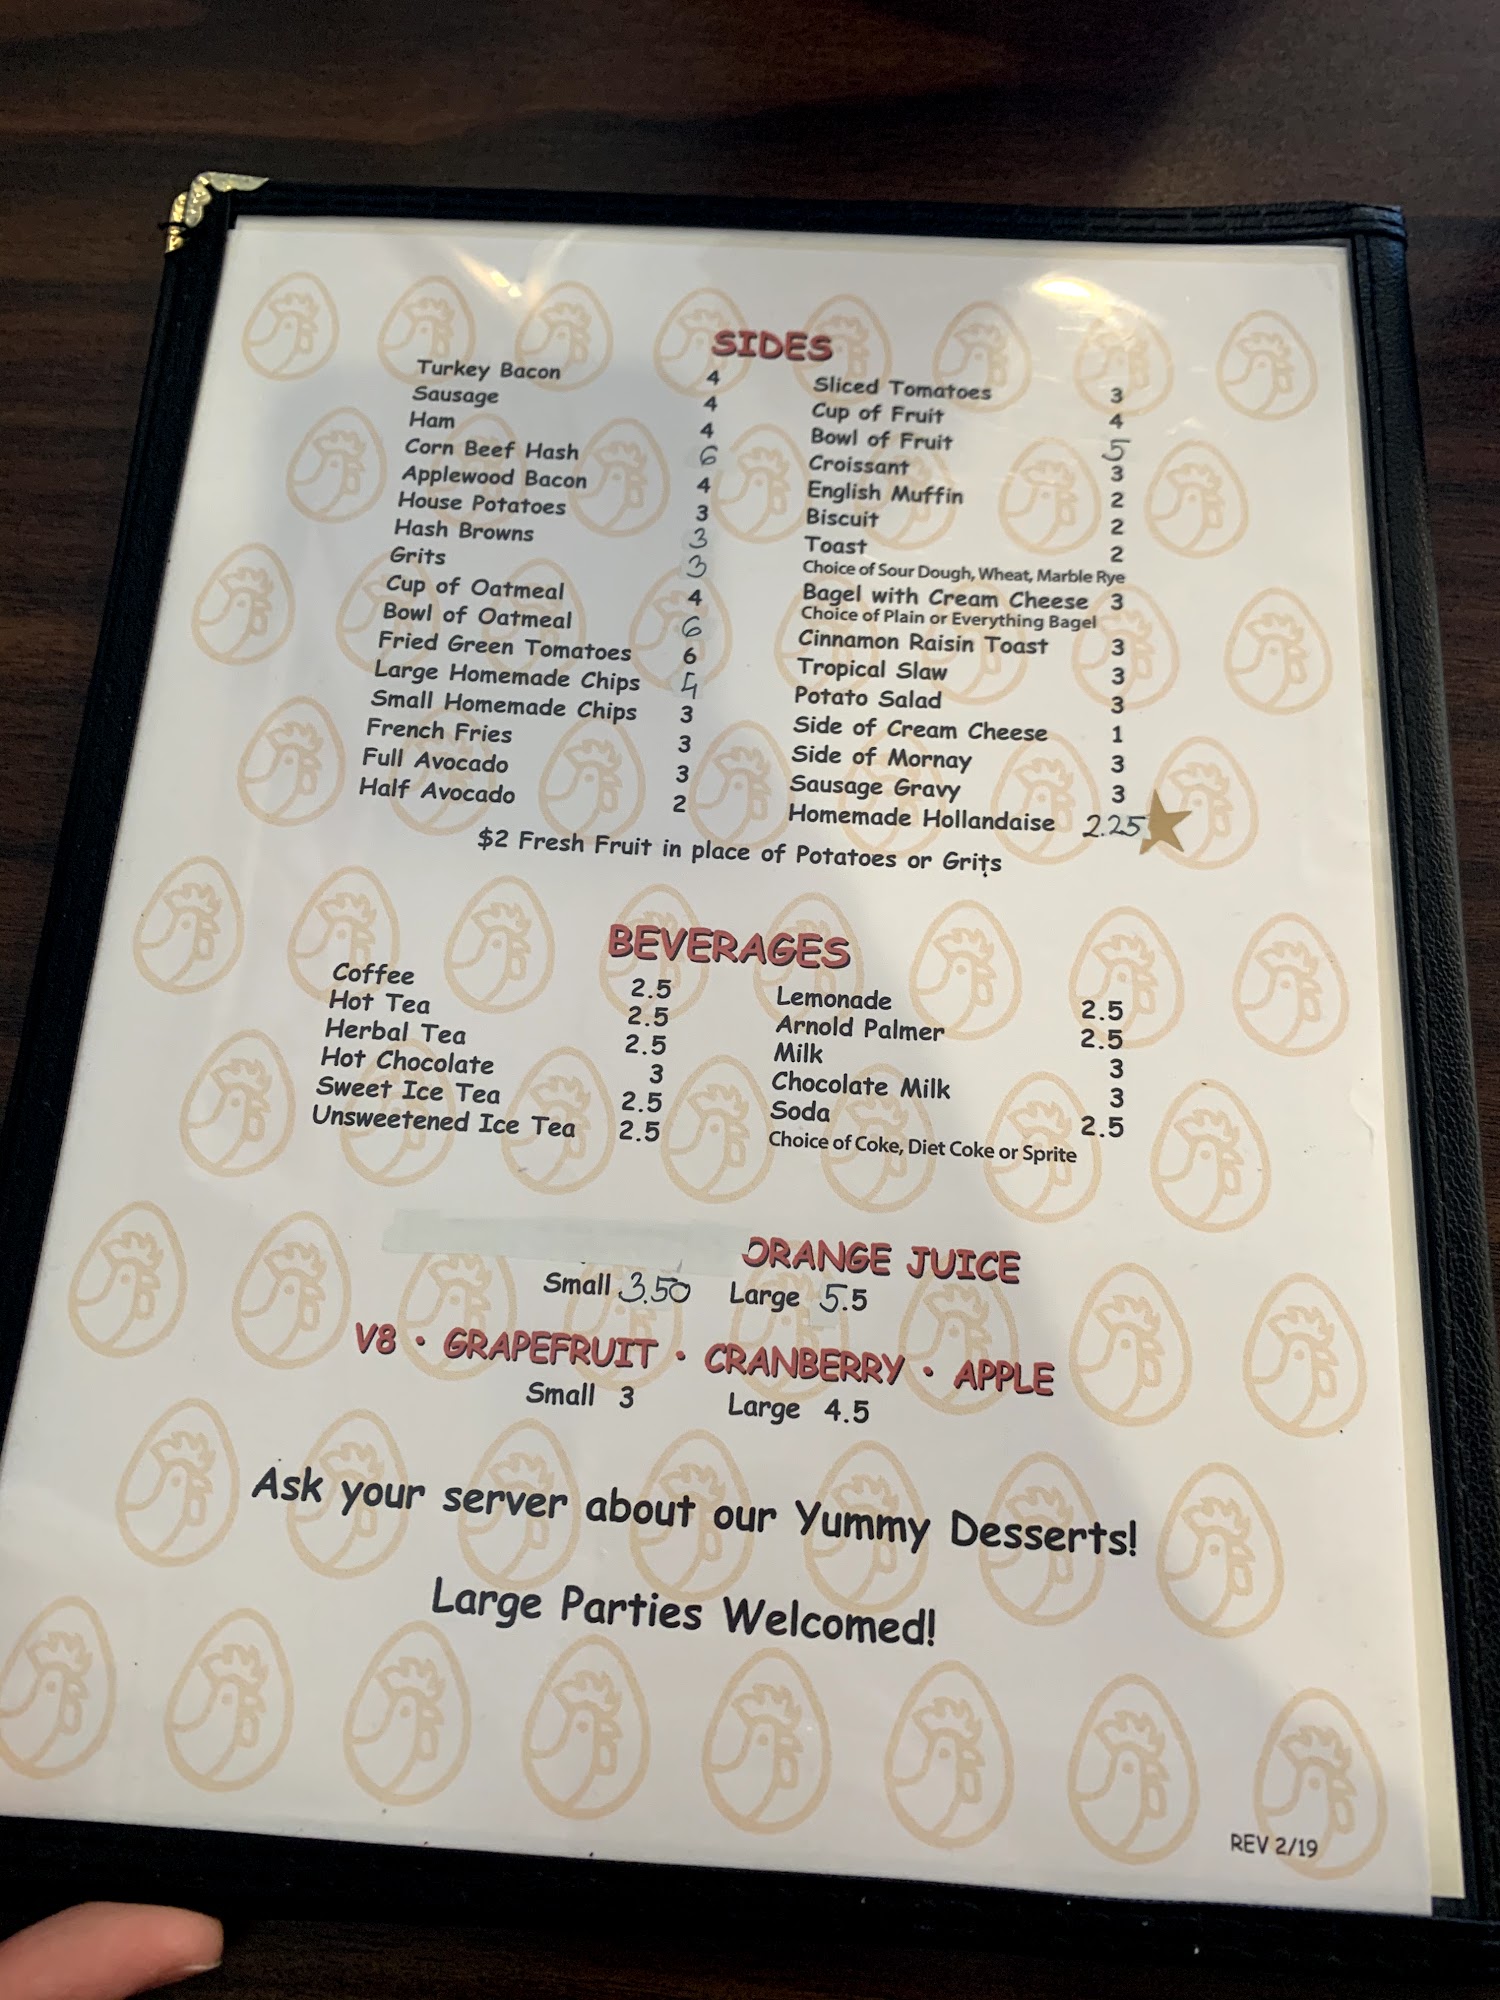 SIDES
Turkey Bacon 4
Sausage 4
Ham 4
Corn Beef Hash 6
Applewood Bacon 4
House Potatoes 3
Hash Browns 3
Grits 3
Cup of Oatmeal 4
Bowl of Oatmeal 6
Fried Green Tomatoes 6
Large Homemade Chips
Small Homemade Chips 3
French Fries 3
Full Avocado 3
Half Avocado 2
Sliced Tomatoes 3
Cup of Fruit 4
Bowl of Fruit 5
Croissant 3
English Muffin 2
Biscuit 2
Toast 2
Choice of Sour Dough, Wheat, Marble Rye
Bagel with Cream Cheese 3
Choice of Plain or Everything Bagel
Cinnamon Raisin Toast 3
Tropical Slaw 3
Potato Salad 3
Side of Cream Cheese 1
Side of Mornay 3
Sausage Gravy 3
Homemade Hollandaise 2.25
$2 Fresh Fruit in place of Potatoes or Grits
BEVERAGES
Coffee 2.5
Hot Tea 2.5
Herbal Tea 2.5
Hot Chocolate 3
Sweet Ice Tea 2.5
Unsweetened Ice Tea 2.5
Lemonade 2.5
Arnold Palmer 2.5
Milk 3
Chocolate Milk 3
Soda 2.5
Choice of Coke, Diet Coke or Sprite
ORANGE JUICE
Small 3.50 Large 5.5
V8 • GRAPEFRUIT • CRANBERRY • APPLE
Small 3 Large 4.5
Ask your server about our Yummy Desserts!
Large Parties Welcomed!
REV 2/19